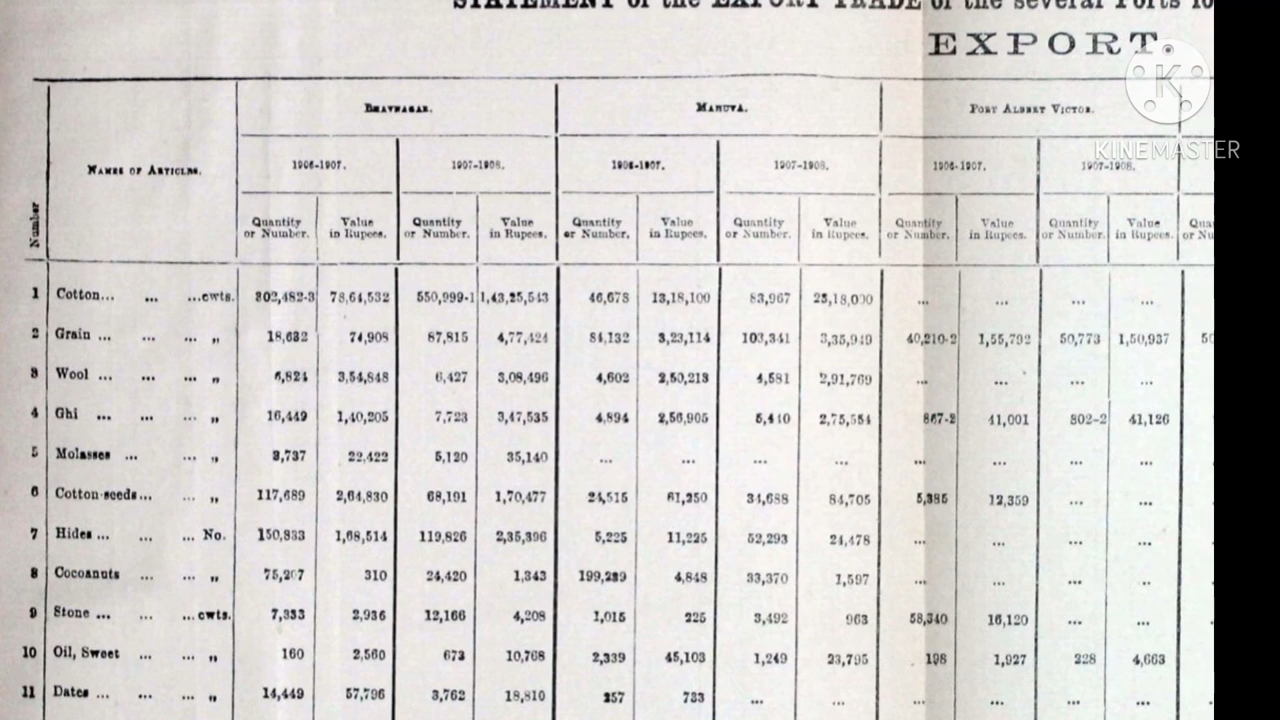 STATEMENT of the EXPORT TRADE of the several Ports fo
EXPORT.
K
KINEMASTER
BHAVNAGAR. MAHUVA. PORT ALBERT VICTOR.
Number NAMES OF ARTICLES. 1906-1907. 1907-1908. 1906-1907. 1907-1908. 1906-1907. 1907-1908.
Quantity Value Quantity Value Quantity Value Quantity Value Quantity Value Quantity Value Quan
or Number. in Rupees. or Number. in Rupees. or Number. in Rupees. or Number. in Rupees. or Number. in Rupees. or Number. in Rupees. or Nu
1 Cotton... ... ...cwts. 302,482-3 78,64,532 550,999-1 1,43,25,543 46,678 13,18,100 83,967 23,18,000 ... ... ... ...
2 Grain ... ... ... „ 18,632 74,908 87,815 4,77,424 84,132 3,23,114 103,341 3,35,949 40,210-2 1,55,792 50,773 1,50,937 50
3 Wool ... ... ... „ 6,824 3,54,848 6,427 3,08,496 4,602 2,50,213 4,581 2,91,769 ... ... ... ...
4 Ghi ... ... ... „ 16,449 1,40,205 7,723 3,47,535 4,894 2,56,905 5,410 2,75,554 867-2 41,001 802-2 41,126
5 Molasses ... ... „ 3,737 22,422 5,120 35,140 ... ... ... ... ... ... ... ...
6 Cotton-seeds... ... „ 117,689 2,64,830 68,191 1,70,477 24,515 61,250 34,688 84,705 5,385 12,359 ... ...
7 Hides ... ... ... No. 150,833 1,68,514 119,826 2,35,396 5,225 11,225 52,293 24,478 ... ... ... ...
8 Cocoanuts ... ... „ 75,207 310 24,420 1,343 199,289 4,848 33,370 1,597 ... ... ... ..
9 Stone ... ... ... cwts. 7,333 2,936 12,166 4,208 1,015 225 3,492 963 58,340 16,120 ... ...
10 Oil, Sweet ... ... „ 160 2,560 673 10,768 2,339 45,103 1,249 23,795 198 1,927 228 4,663
11 Dates ... ... ... „ 14,449 57,796 3,762 18,810 257 733 ... ... ... ... ... ...